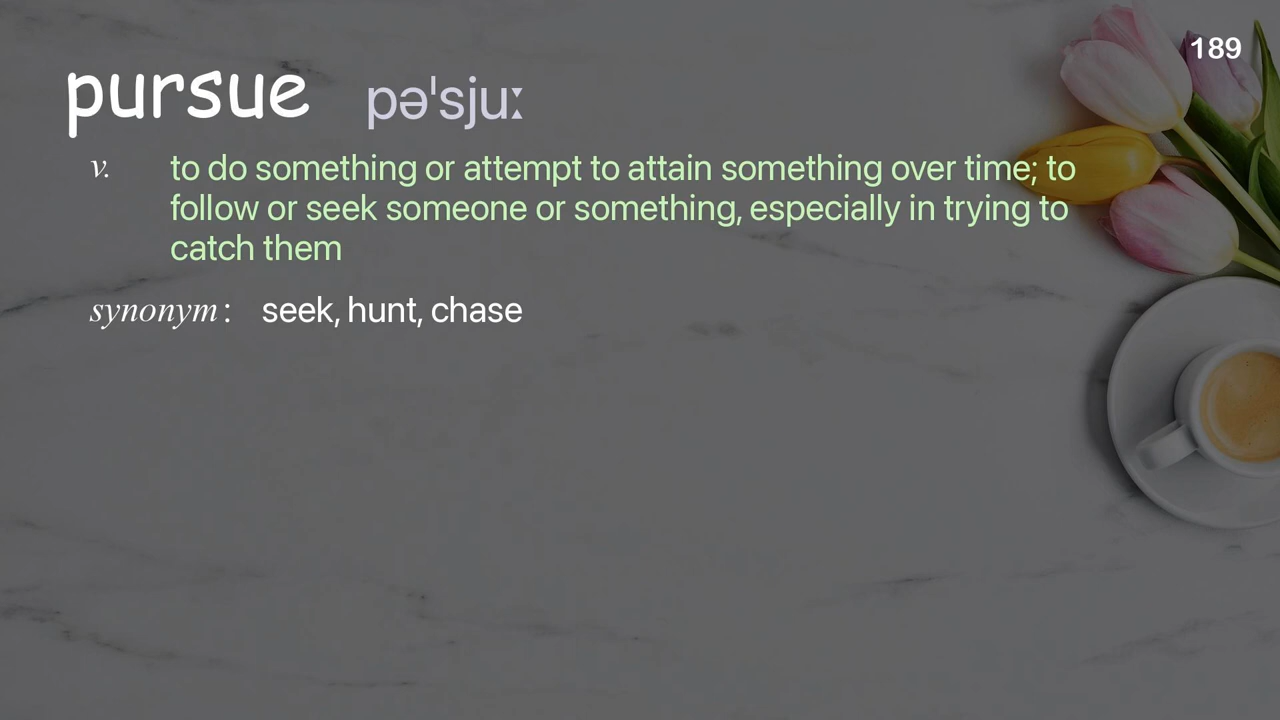 189
pursue pəˈsjuː
v. to do something or attempt to attain something over time; to
follow or seek someone or something, especially in trying to
catch them
synonym: seek, hunt, chase